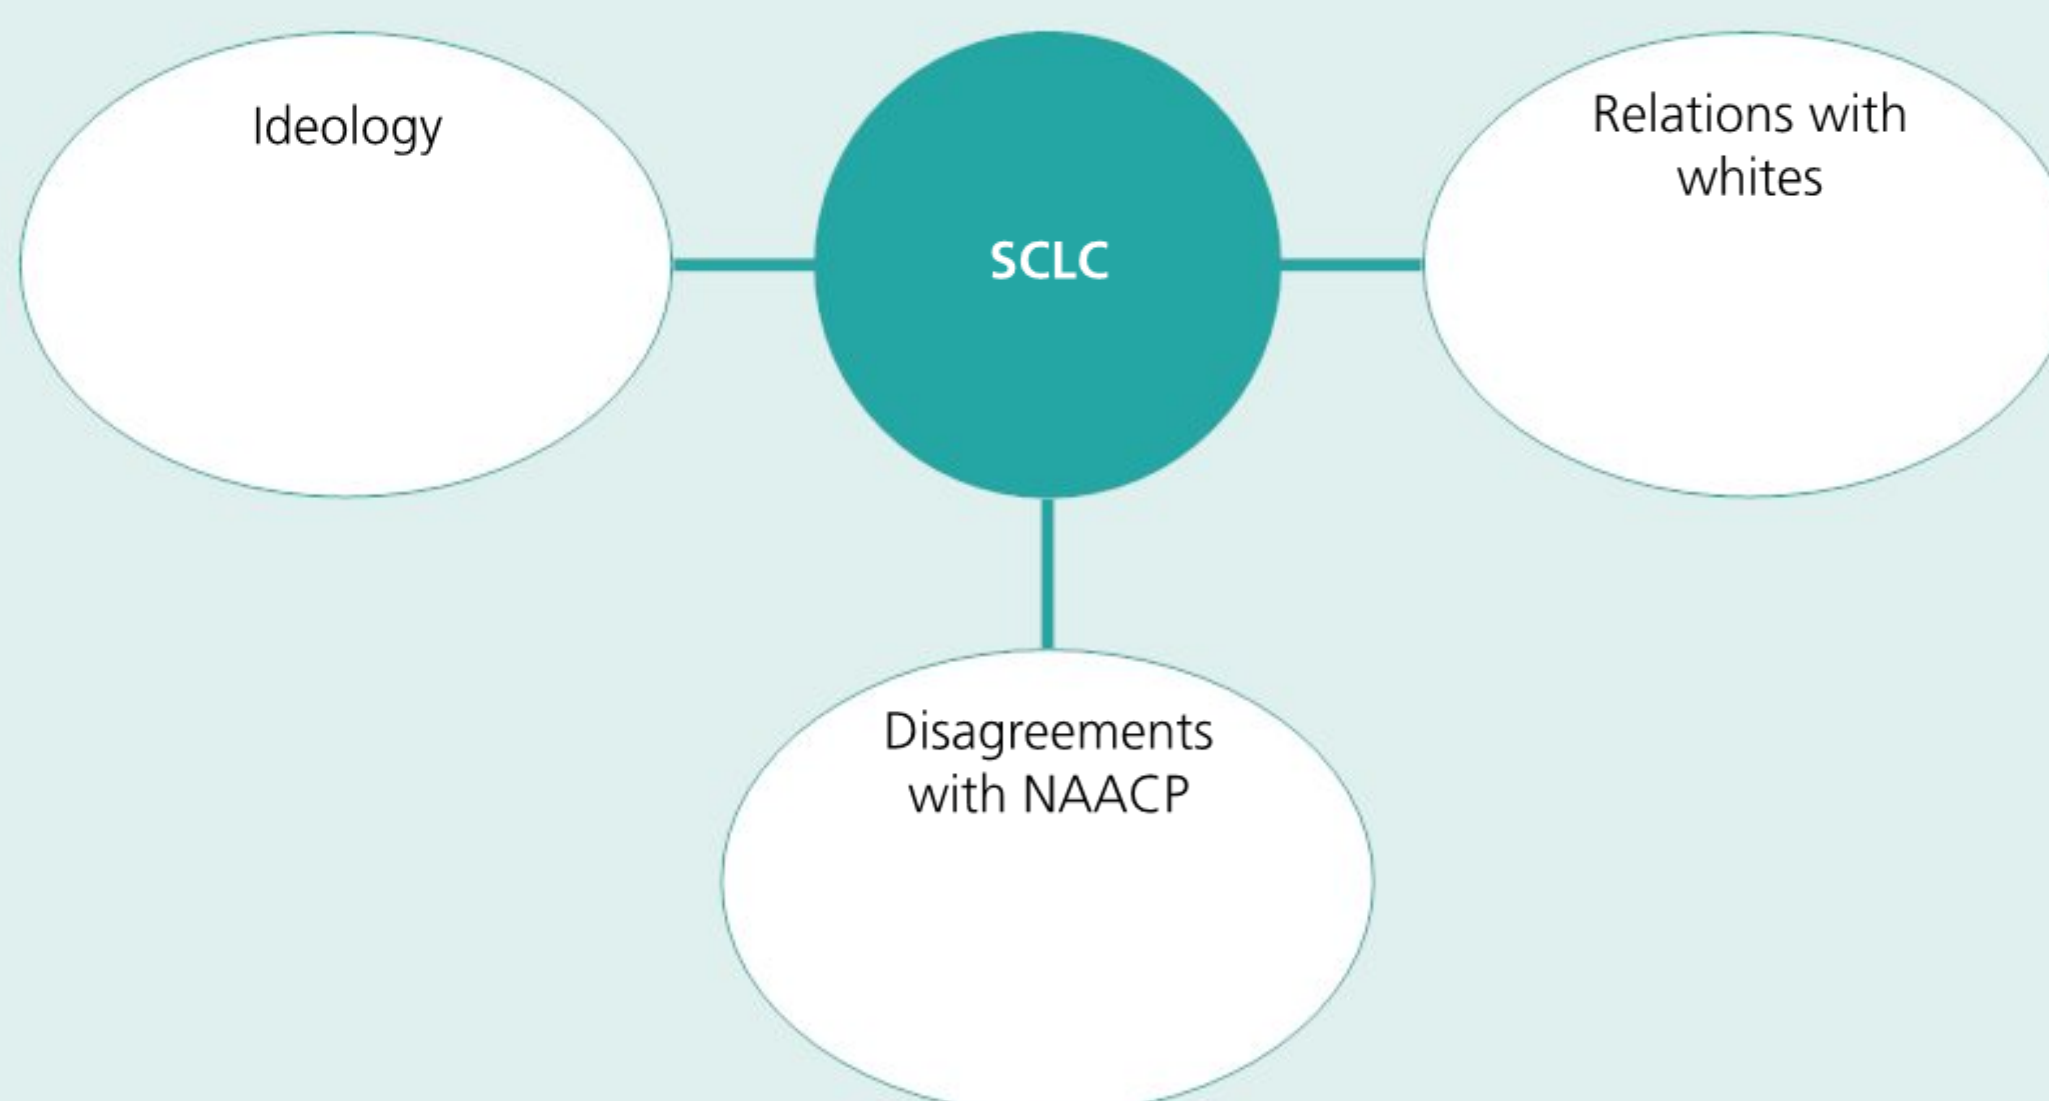 Ideology
SCLC
Relations with
whites
Disagreements
with NAACP